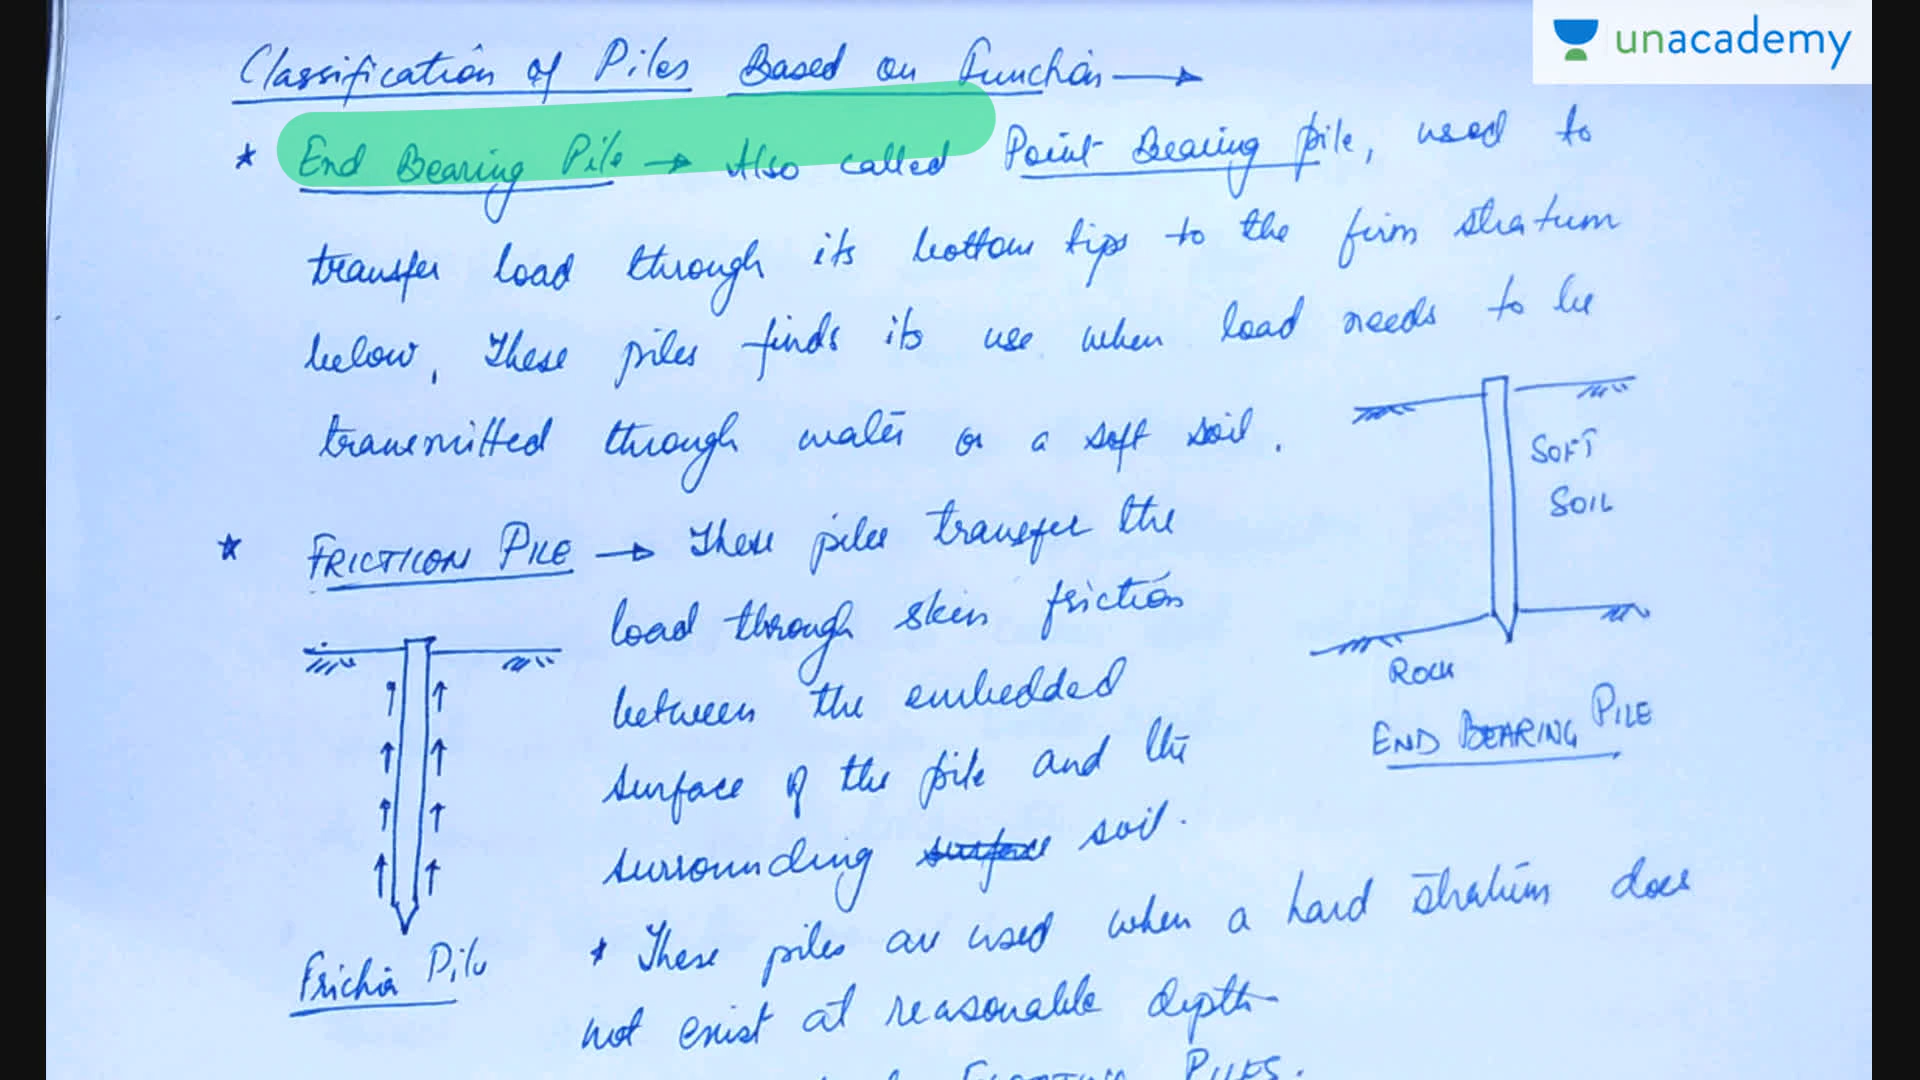 unacademy
Classification of Piles Based on Function →
* End Bearing Pile → Also called Point Bearing pile, used to
transfer load through its bottom tips to the firm stratum
below, These piles finds its use when load needs to be
transmitted through water or a soft soil.
SOFT
SOIL
ROCK
END BEARING PILE
* FRICTION PILE → These piles transfer the
load through skin friction
between the embedded
surface of the pile and the
surrounding soil.
Friction Pile
* These piles are used when a hard stratum does
not exist at reasonable depth
PILES.